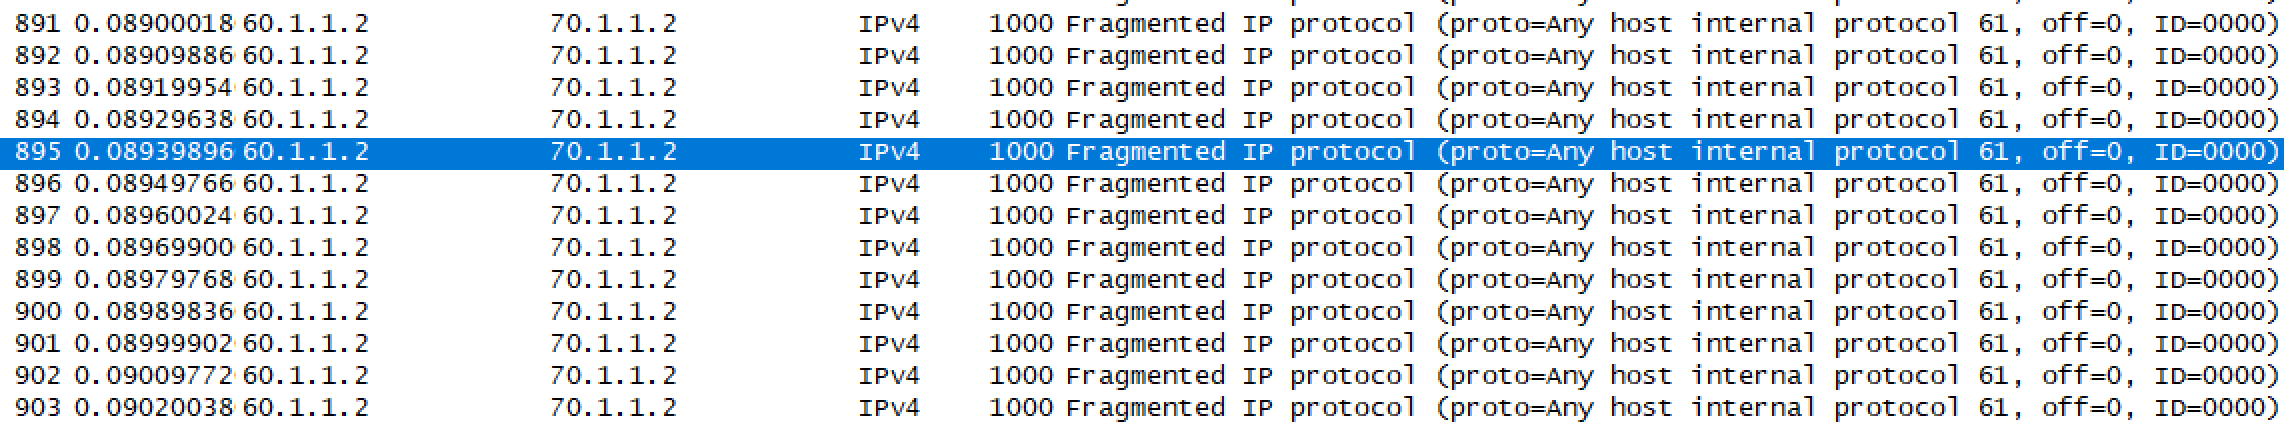 891 0.08900018 60.1.1.2 70.1.1.2 IPv4 1000 Fragmented IP protocol (proto=Any host internal protocol 61, off=0, ID=0000)
892 0.08909886 60.1.1.2 70.1.1.2 IPv4 1000 Fragmented IP protocol (proto=Any host internal protocol 61, off=0, ID=0000)
893 0.08919954 60.1.1.2 70.1.1.2 IPv4 1000 Fragmented IP protocol (proto=Any host internal protocol 61, off=0, ID=0000)
894 0.08929638 60.1.1.2 70.1.1.2 IPv4 1000 Fragmented IP protocol (proto=Any host internal protocol 61, off=0, ID=0000)
895 0.08939896 60.1.1.2 70.1.1.2 IPv4 1000 Fragmented IP protocol (proto=Any host internal protocol 61, off=0, ID=0000)
896 0.08949766 60.1.1.2 70.1.1.2 IPv4 1000 Fragmented IP protocol (proto=Any host internal protocol 61, off=0, ID=0000)
897 0.08960024 60.1.1.2 70.1.1.2 IPv4 1000 Fragmented IP protocol (proto=Any host internal protocol 61, off=0, ID=0000)
898 0.08969900 60.1.1.2 70.1.1.2 IPv4 1000 Fragmented IP protocol (proto=Any host internal protocol 61, off=0, ID=0000)
899 0.08979768 60.1.1.2 70.1.1.2 IPv4 1000 Fragmented IP protocol (proto=Any host internal protocol 61, off=0, ID=0000)
900 0.08989836 60.1.1.2 70.1.1.2 IPv4 1000 Fragmented IP protocol (proto=Any host internal protocol 61, off=0, ID=0000)
901 0.08999902 60.1.1.2 70.1.1.2 IPv4 1000 Fragmented IP protocol (proto=Any host internal protocol 61, off=0, ID=0000)
902 0.09009772 60.1.1.2 70.1.1.2 IPv4 1000 Fragmented IP protocol (proto=Any host internal protocol 61, off=0, ID=0000)
903 0.09020038 60.1.1.2 70.1.1.2 IPv4 1000 Fragmented IP protocol (proto=Any host internal protocol 61, off=0, ID=0000)